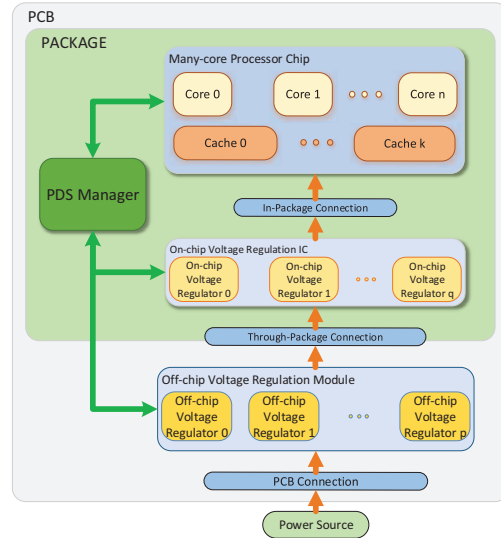 PCB
PACKAGE
Many-core Processor Chip
Core 0
Core 1
Core n
Cache 0
Cache k
PDS Manager
In-Package Connection
On-chip Voltage Regulation IC
On-chip
Voltage
Regulator 0
On-chip
Voltage
Regulator 1
On-chip
Voltage
Regulator q
Through-Package Connection
Off-chip Voltage Regulation Module
Off-chip
Voltage
Regulator 0
Off-chip
Voltage
Regulator 1
Off-chip
Voltage
Regulator p
PCB Connection
Power Source